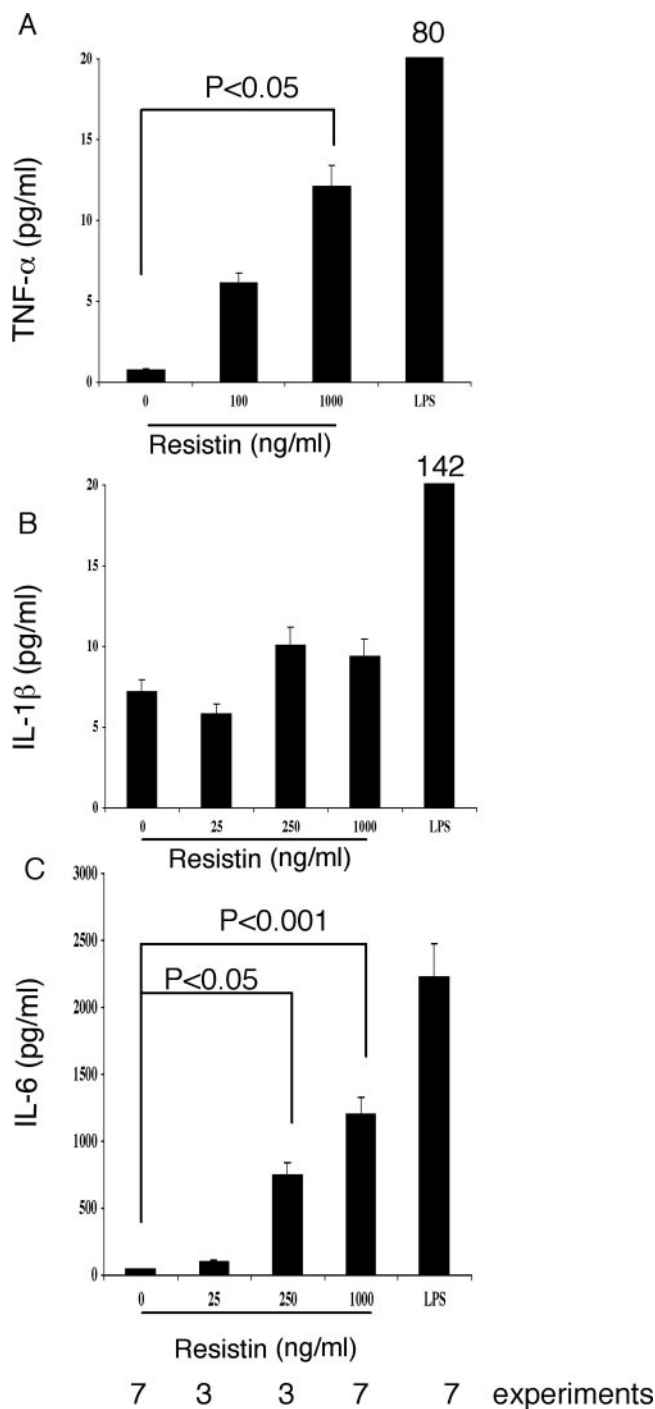 A
80
20
P<0.05
15
TNF-α (pg/ml)
10
5
0
0 100 1000 LPS
Resistin (ng/ml)
142
B
20
15
IL-1β (pg/ml)
10
5
0
0 25 250 1000 LPS
Resistin (ng/ml)
C
3000
P<0.001
2500
P<0.05
2000
IL-6 (pg/ml)
1500
1000
500
0
0 25 250 1000 LPS
Resistin (ng/ml)
7 3 3 7 7 experiments